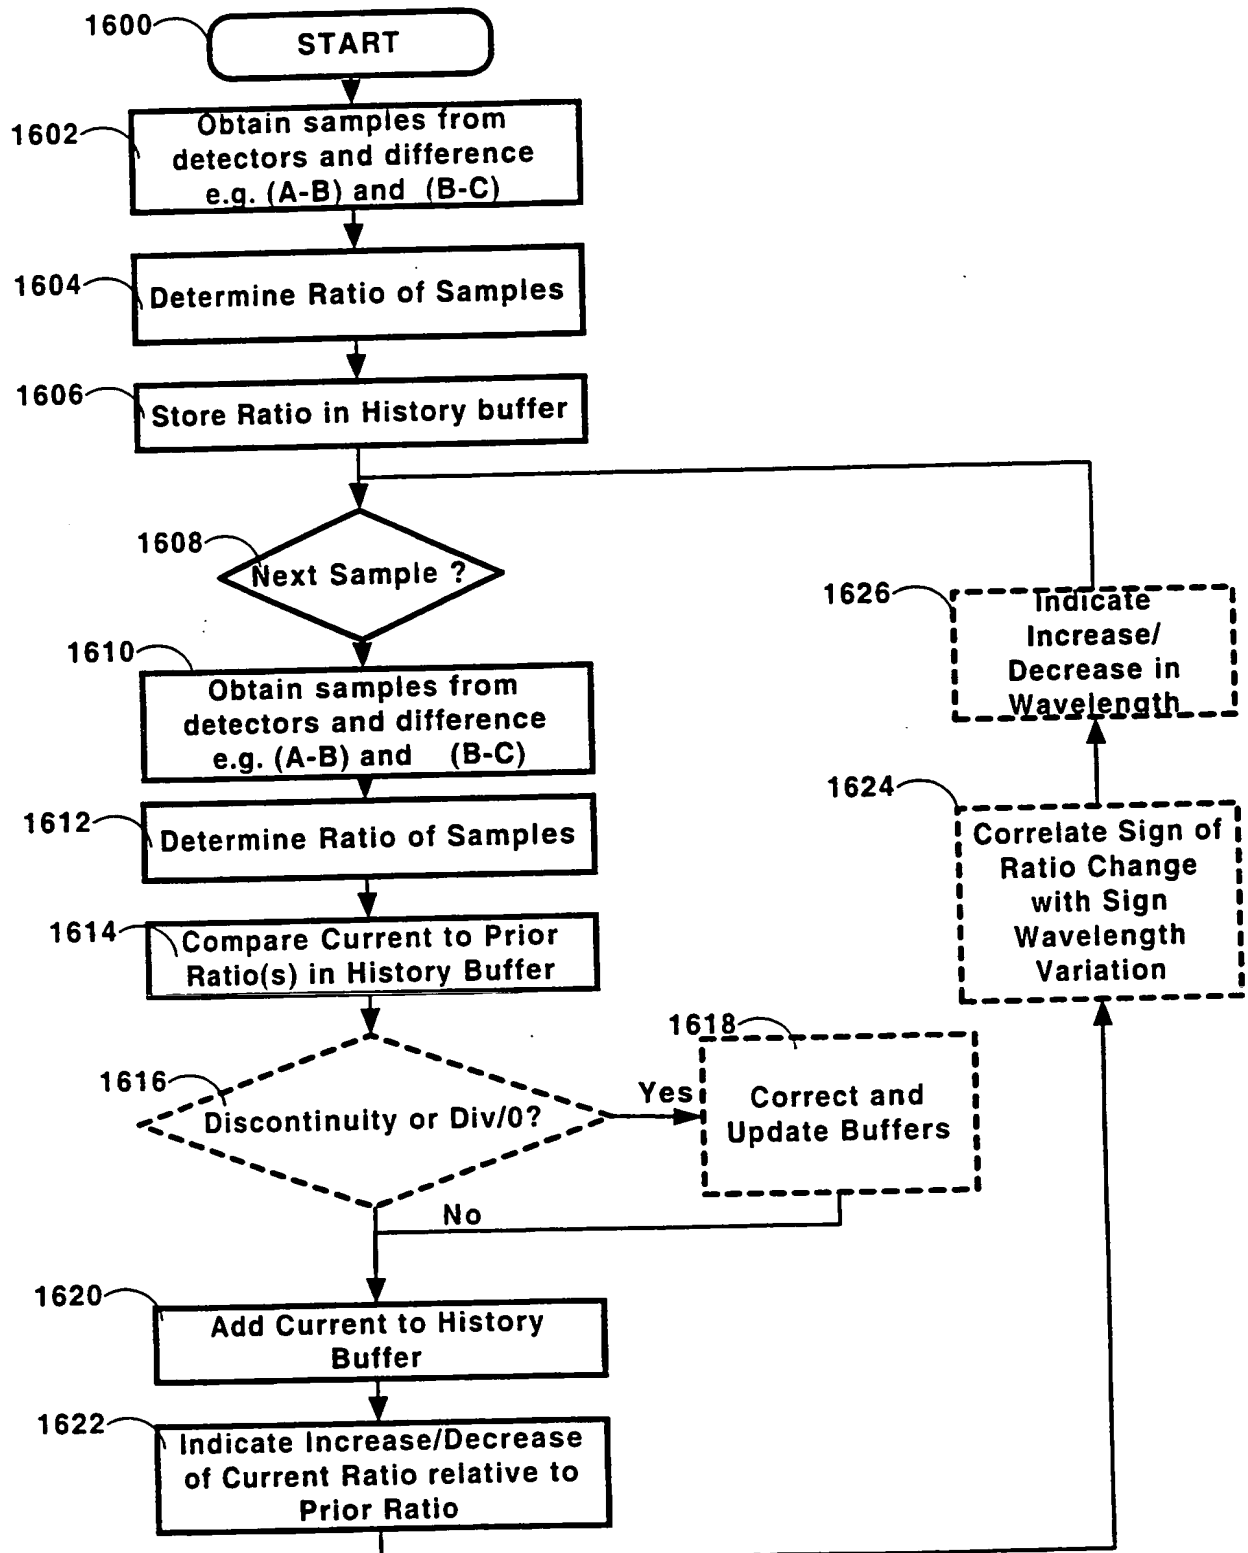 1600
START
1602
Obtain samples from
detectors and difference
e.g. (A-B) and (B-C)
1604
Determine Ratio of Samples
1606
Store Ratio in History buffer
1608
Next Sample ?
1610
Obtain samples from
detectors and difference
e.g. (A-B) and (B-C)
1612
Determine Ratio of Samples
1614
Compare Current to Prior
Ratio(s) in History Buffer
1616
Discontinuity or Div/0?
Yes
No
1618
Correct and
Update Buffers
1620
Add Current to History
Buffer
1622
Indicate Increase/Decrease
of Current Ratio relative to
Prior Ratio
1624
Correlate Sign of
Ratio Change
with Sign
Wavelength
Variation
1626
Indicate
Increase/
Decrease in
Wavelength